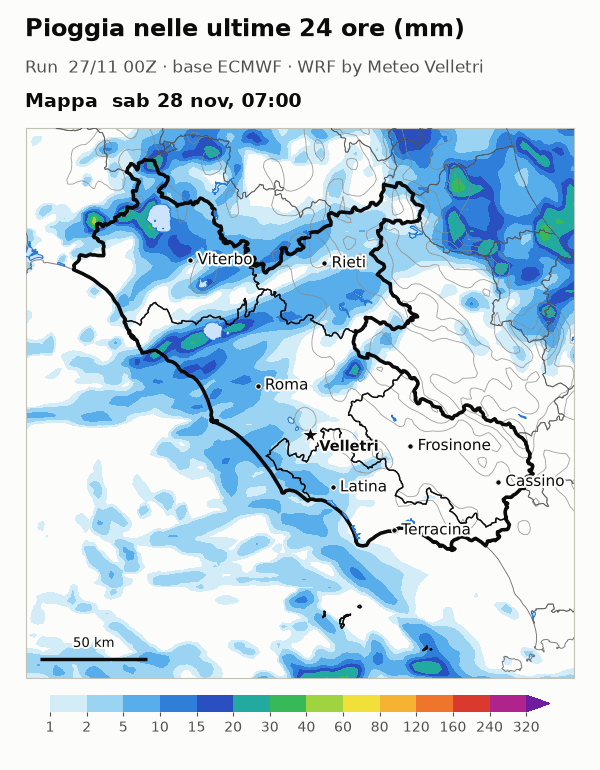 Pioggia nelle ultime 24 ore (mm)
Run  27/11 00Z · base ECMWF · WRF by Meteo Velletri
Mappa  sab 28 nov, 07:00
Viterbo
Rieti
Roma
Velletri
Frosinone
Cassino
Latina
Terracina
50 km
1 2 5 10 15 20 30 40 60 80 120 160 240 320